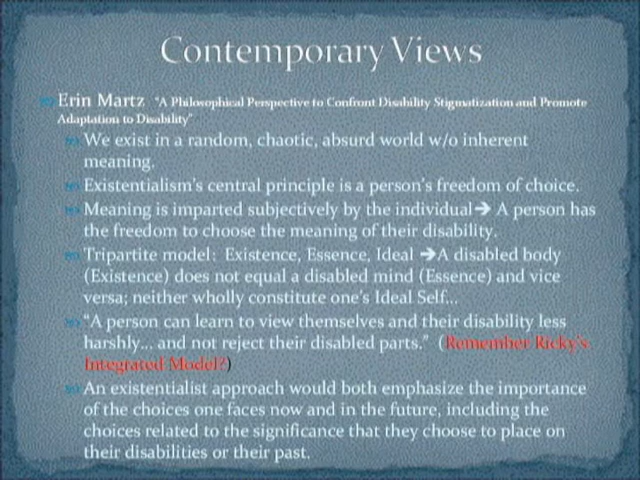 Contemporary Views
Erin Martz "A Philosophical Perspective to Confront Disability Stigmatization and Promote
Adaptation to Disability"
We exist in a random, chaotic, absurd world w/o inherent
meaning.
Existentialism's central principle is a person's freedom of choice.
Meaning is imparted subjectively by the individual→ A person has
the freedom to choose the meaning of their disability.
Tripartite model: Existence, Essence, Ideal →A disabled body
(Existence) does not equal a disabled mind (Essence) and vice
versa; neither wholly constitute one's Ideal Self...
"A person can learn to view themselves and their disability less
harshly... and not reject their disabled parts." (Remember Ricky's
Integrated Model?)
An existentialist approach would both emphasize the importance
of the choices one faces now and in the future, including the
choices related to the significance that they choose to place on
their disabilities or their past.